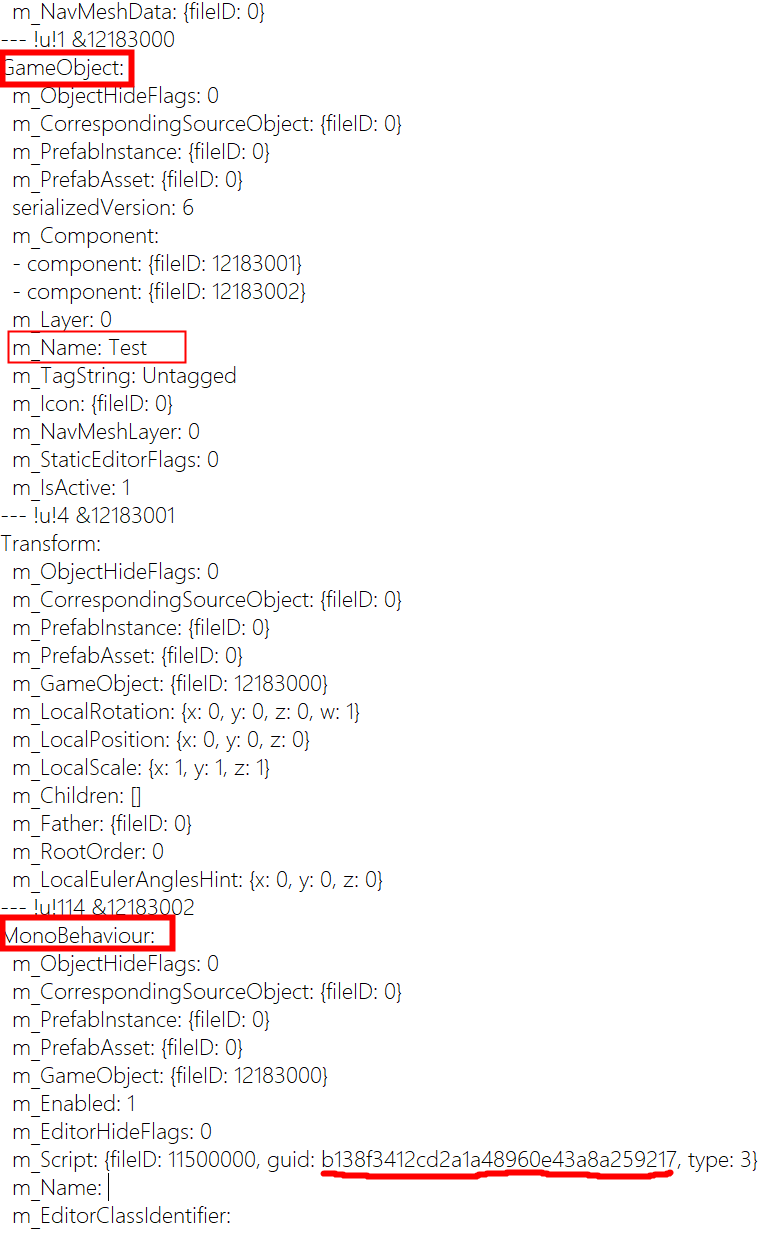 m_NavMeshData: {fileID: 0}
--- !u!1 &12183000
GameObject:
m_ObjectHideFlags: 0
m_CorrespondingSourceObject: {fileID: 0}
m_PrefabInstance: {fileID: 0}
m_PrefabAsset: {fileID: 0}
serializedVersion: 6
m_Component:
- component: {fileID: 12183001}
- component: {fileID: 12183002}
m_Layer: 0
m_Name: Test
m_TagString: Untagged
m_Icon: {fileID: 0}
m_NavMeshLayer: 0
m_StaticEditorFlags: 0
m_IsActive: 1
--- !u!4 &12183001
Transform:
m_ObjectHideFlags: 0
m_CorrespondingSourceObject: {fileID: 0}
m_PrefabInstance: {fileID: 0}
m_PrefabAsset: {fileID: 0}
m_GameObject: {fileID: 12183000}
m_LocalRotation: {x: 0, y: 0, z: 0, w: 1}
m_LocalPosition: {x: 0, y: 0, z: 0}
m_LocalScale: {x: 1, y: 1, z: 1}
m_Children: []
m_Father: {fileID: 0}
m_RootOrder: 0
m_LocalEulerAnglesHint: {x: 0, y: 0, z: 0}
--- !u!114 &12183002
MonoBehaviour:
m_ObjectHideFlags: 0
m_CorrespondingSourceObject: {fileID: 0}
m_PrefabInstance: {fileID: 0}
m_PrefabAsset: {fileID: 0}
m_GameObject: {fileID: 12183000}
m_Enabled: 1
m_EditorHideFlags: 0
m_Script: {fileID: 11500000, guid: b138f3412cd2a1a48960e43a8a259217, type: 3}
m_Name:
m_EditorClassIdentifier: